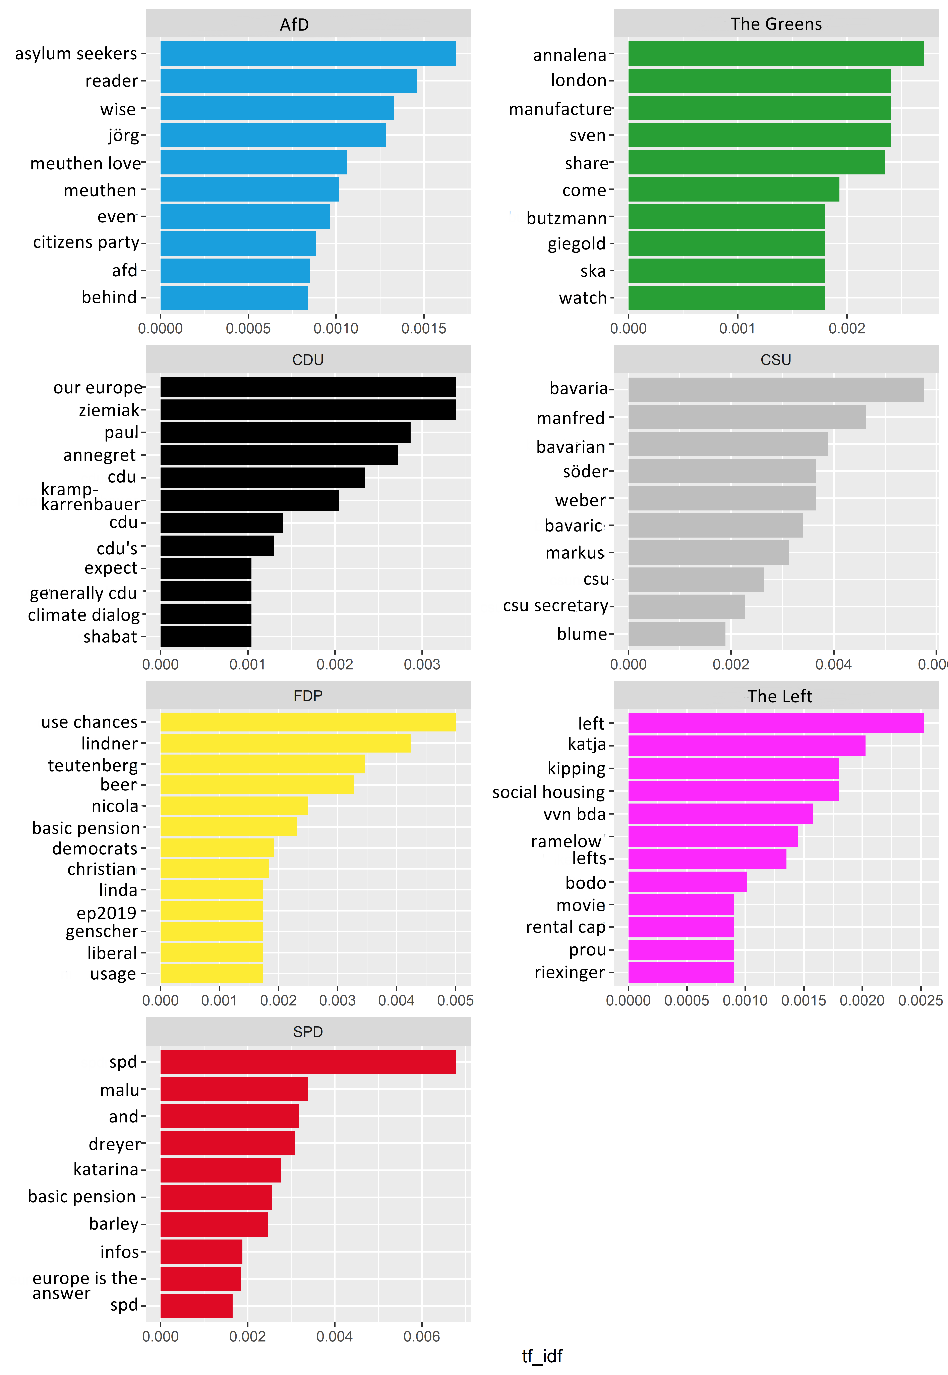 AfD
asylum seekers
reader
wise
jörg
meuthen love
meuthen
even
citizens party
afd
behind
0.0000 0.0005 0.0010 0.0015
The Greens
annalena
london
manufacture
sven
share
come
butzmann
giegold
ska
watch
0.000 0.001 0.002
CDU
our europe
ziemiak
paul
annegret
cdu
kramp-
karrenbauer
cdu
cdu's
expect
generally cdu
climate dialog
shabat
0.000 0.001 0.002 0.003
CSU
bavaria
manfred
bavarian
söder
weber
bavaric
markus
csu
csu secretary
blume
0.000 0.002 0.004 0.00
FDP
use chances
lindner
teutenberg
beer
nicola
basic pension
democrats
christian
linda
ep2019
genscher
liberal
usage
0.000 0.001 0.002 0.003 0.004 0.005
The Left
left
katja
kipping
social housing
vvn bda
ramelow
lefts
bodo
movie
rental cap
prou
riexinger
0.0000 0.0005 0.0010 0.0015 0.0020 0.0025
SPD
spd
malu
and
dreyer
katarina
basic pension
barley
infos
europe is the
answer
spd
0.000 0.002 0.004 0.006
tf_idf